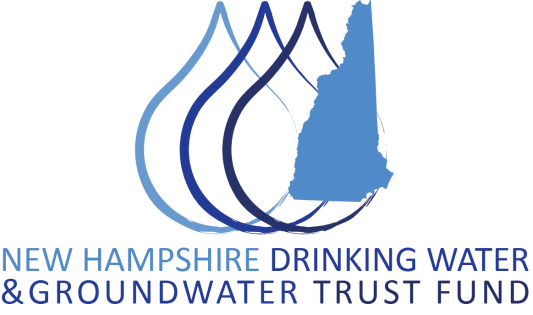 NEW HAMPSHIRE DRINKING WATER
&GROUNDWATER TRUST FUND